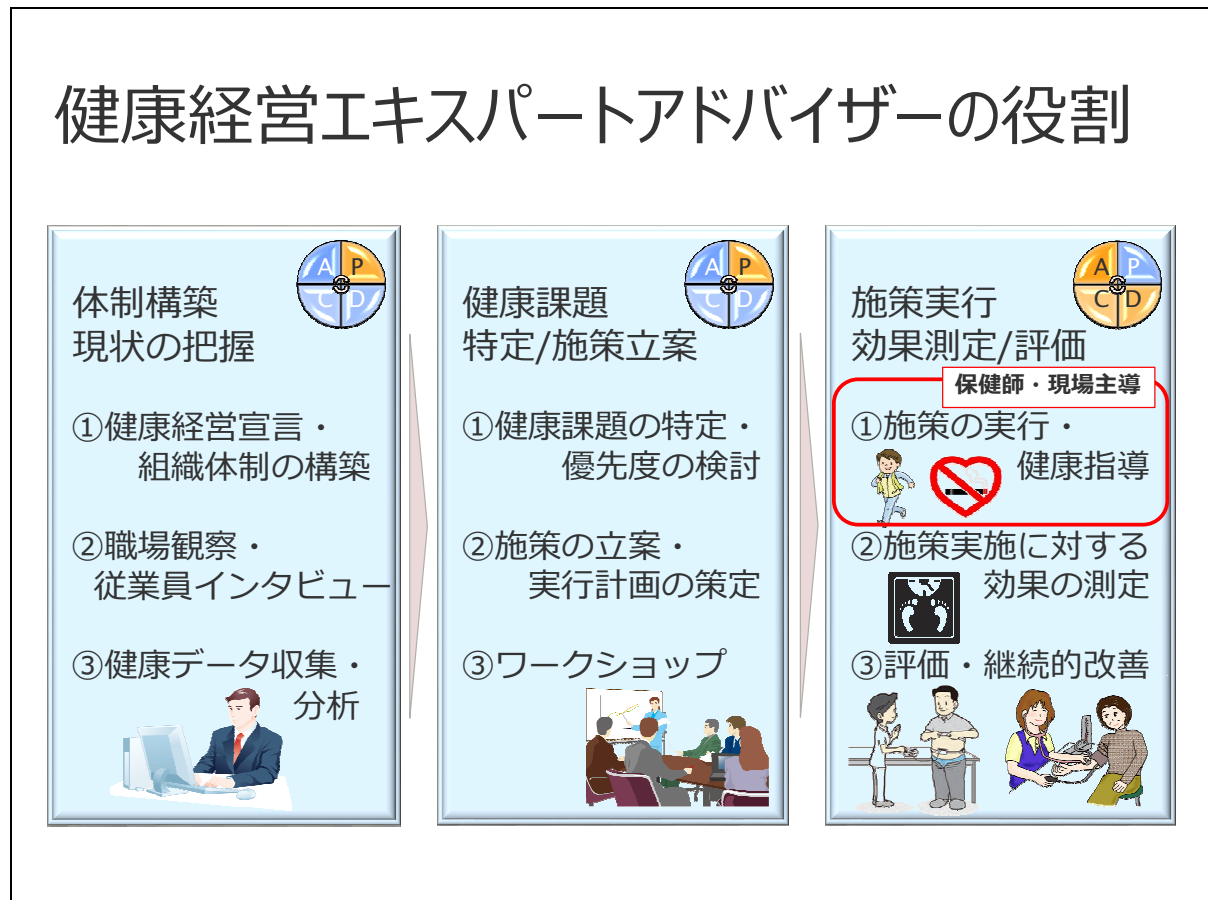 健康経営エキスパートアドバイザーの役割
A P
C D
体制構築
現状の把握
①健康経営宣言・
組織体制の構築
②職場観察・
従業員インタビュー
③健康データ収集・
分析
A P
C D
健康課題
特定/施策立案
①健康課題の特定・
優先度の検討
②施策の立案・
実行計画の策定
③ワークショップ
A P
C D
施策実行
効果測定/評価
保健師・現場主導
①施策の実行・
健康指導
②施策実施に対する
効果の測定
③評価・継続的改善